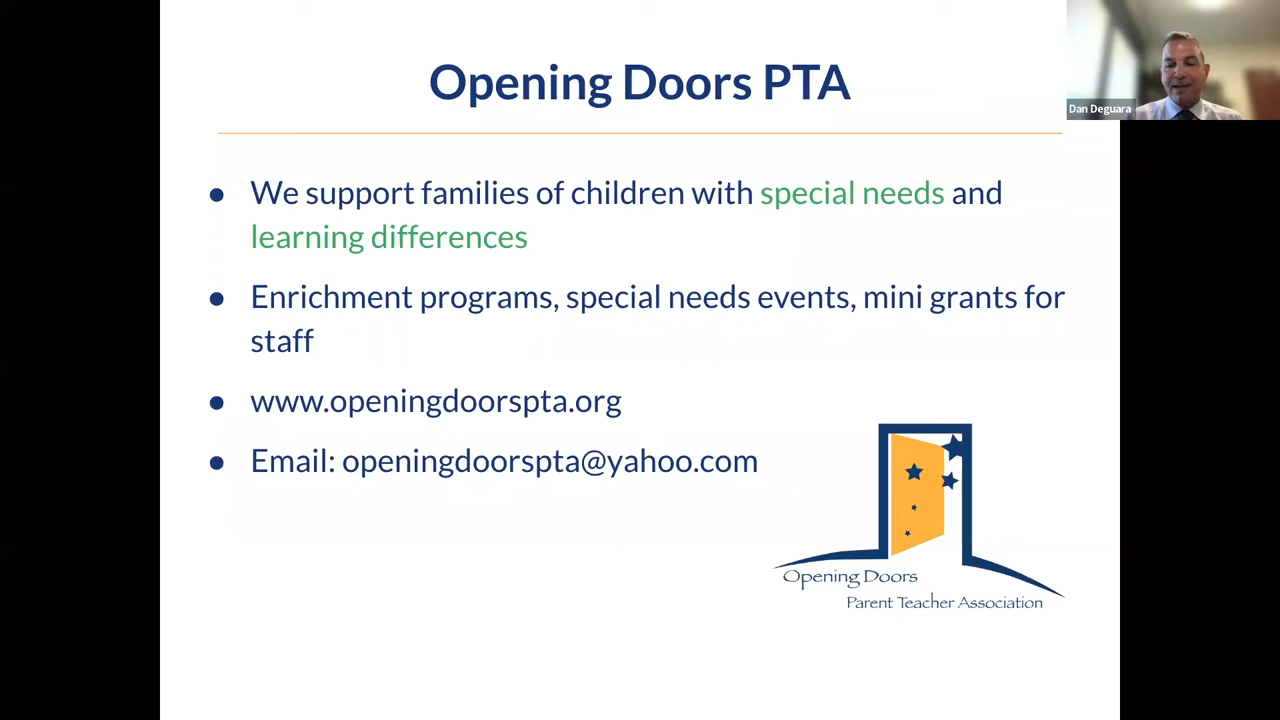 Opening Doors PTA
Dan Deguara
● We support families of children with special needs and
learning differences
● Enrichment programs, special needs events, mini grants for
staff
● www.openingdoorspta.org
● Email: openingdoorspta@yahoo.com
Opening Doors
Parent Teacher Association